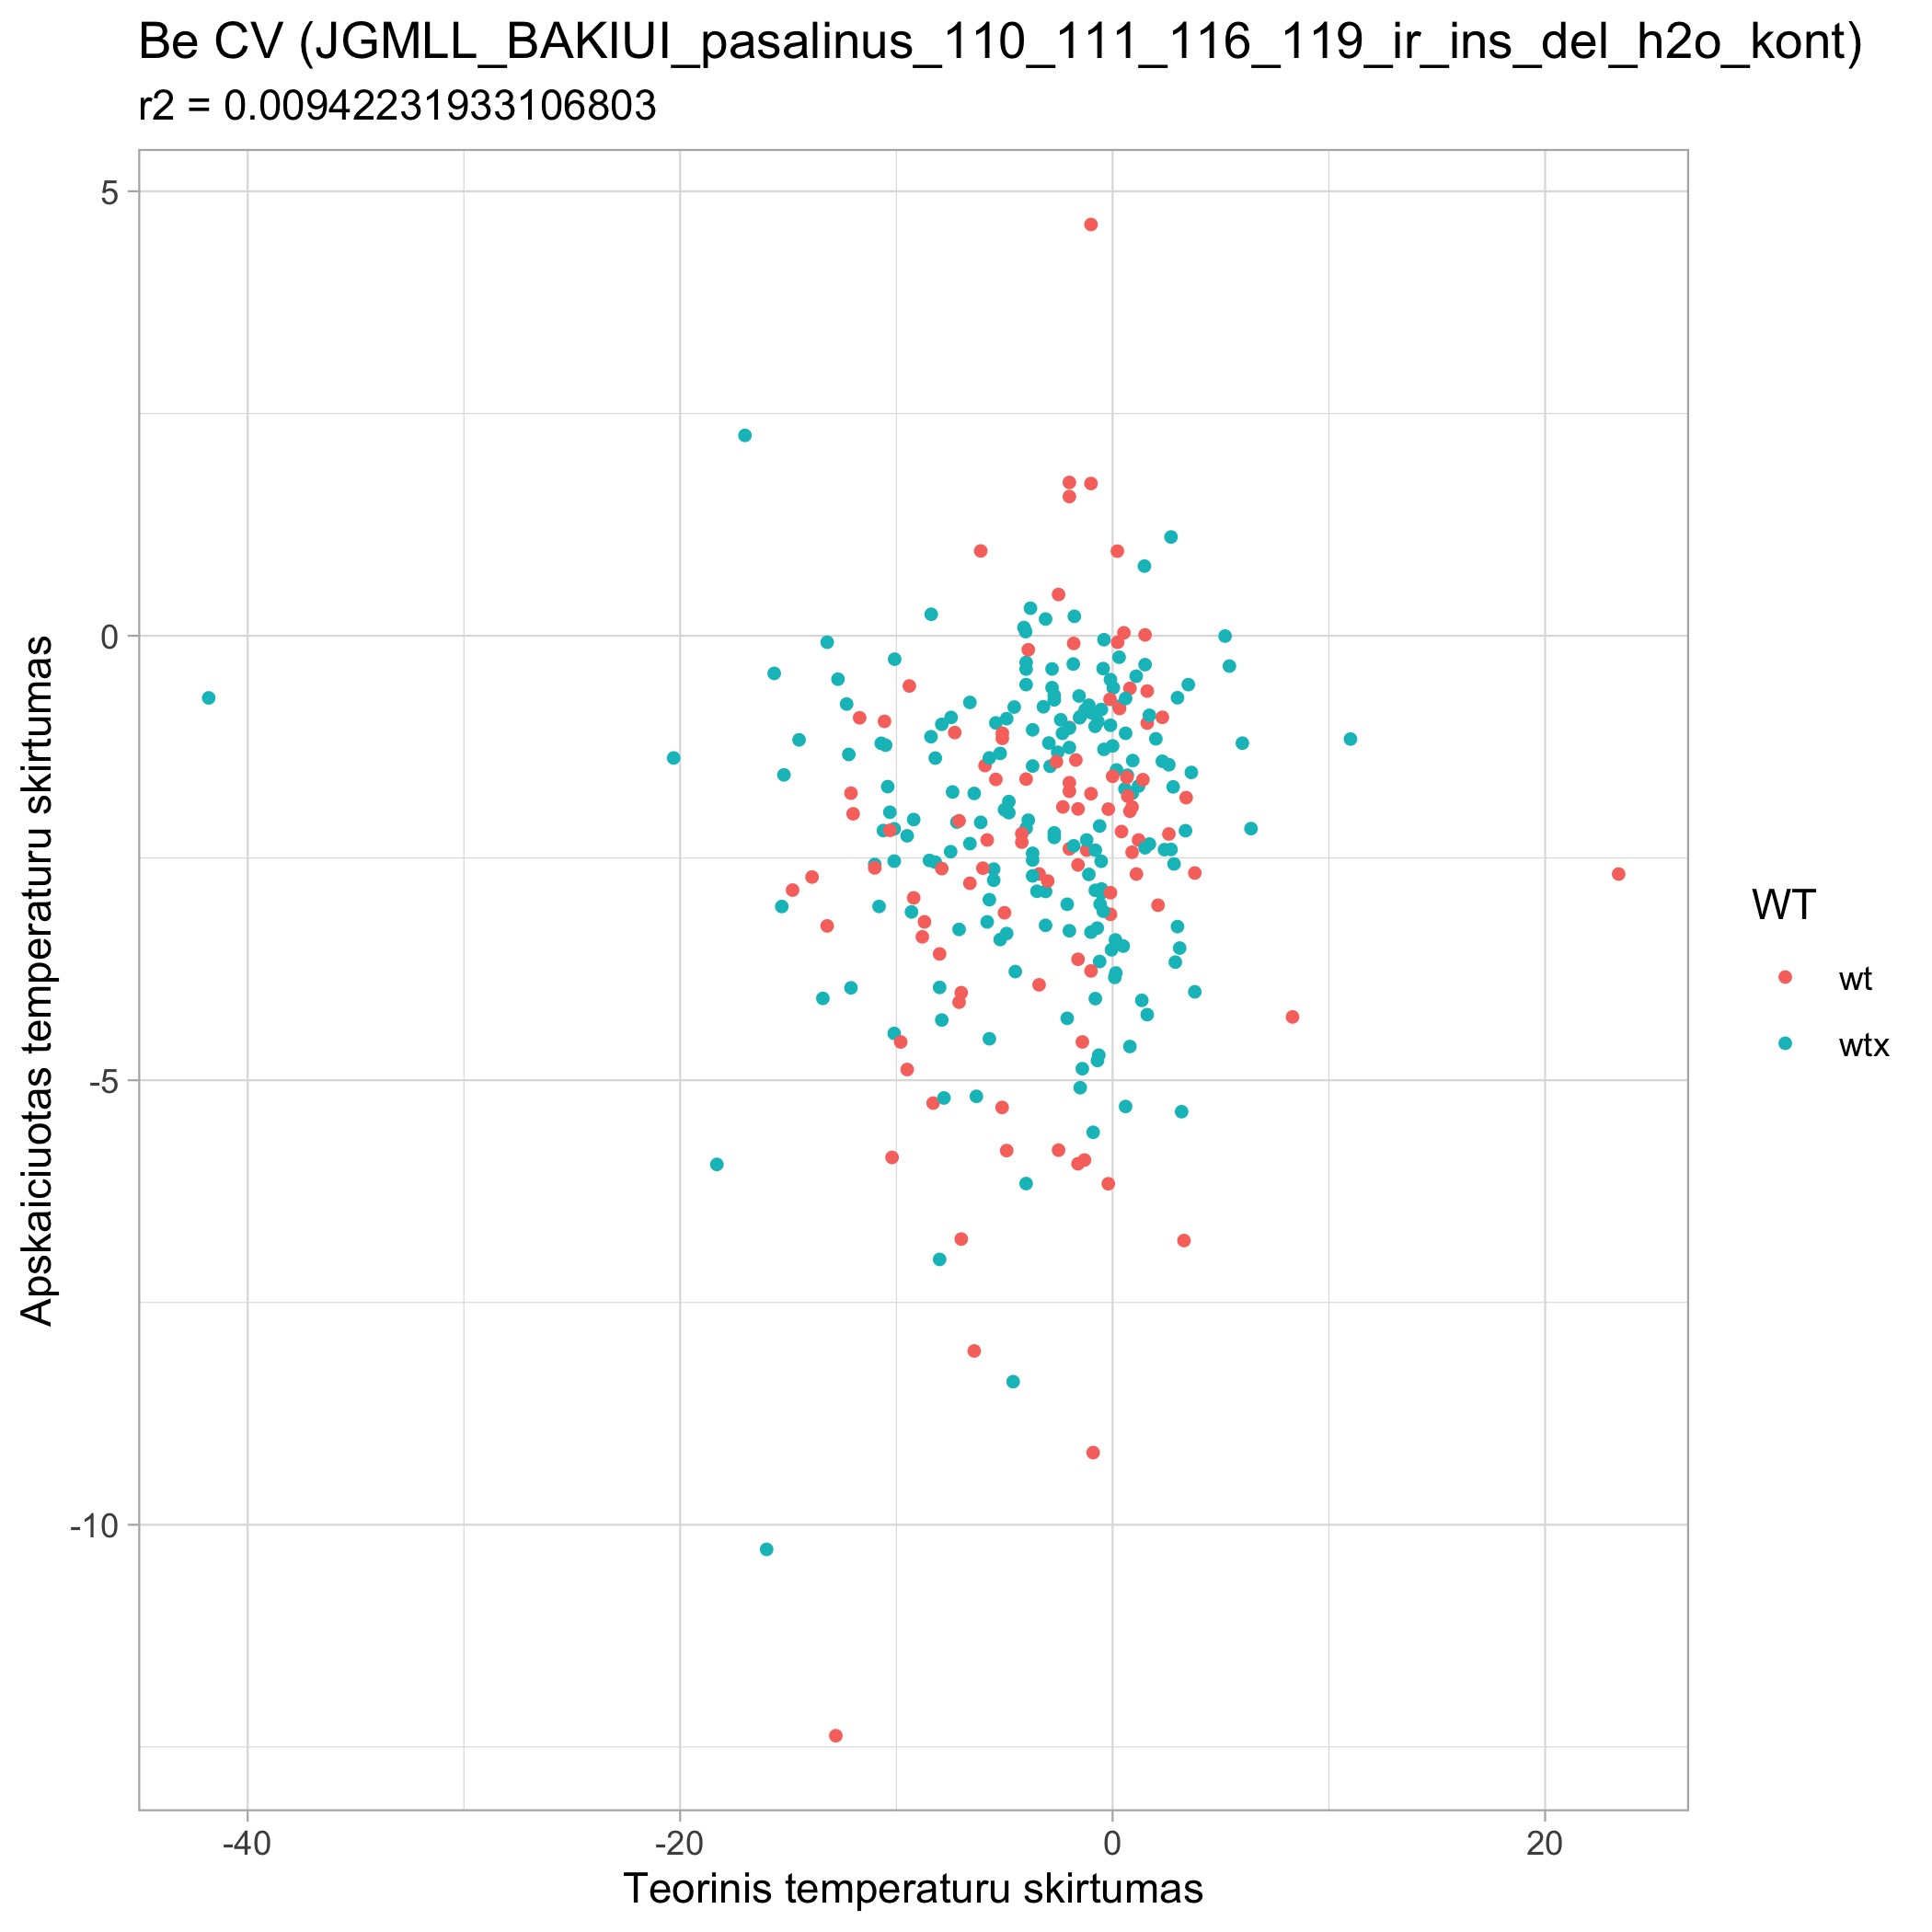 Be CV (JGMLL_BAKIUI_pasalinus_110_111_116_119_ir_ins_del_h2o_kont)
r2 = 0.00942231933106803
Apskaiciuotas temperaturu skirtumas
5
0
-5
-10
-40
-20
0
20
Teorinis temperaturu skirtumas
WT
wt
wtx